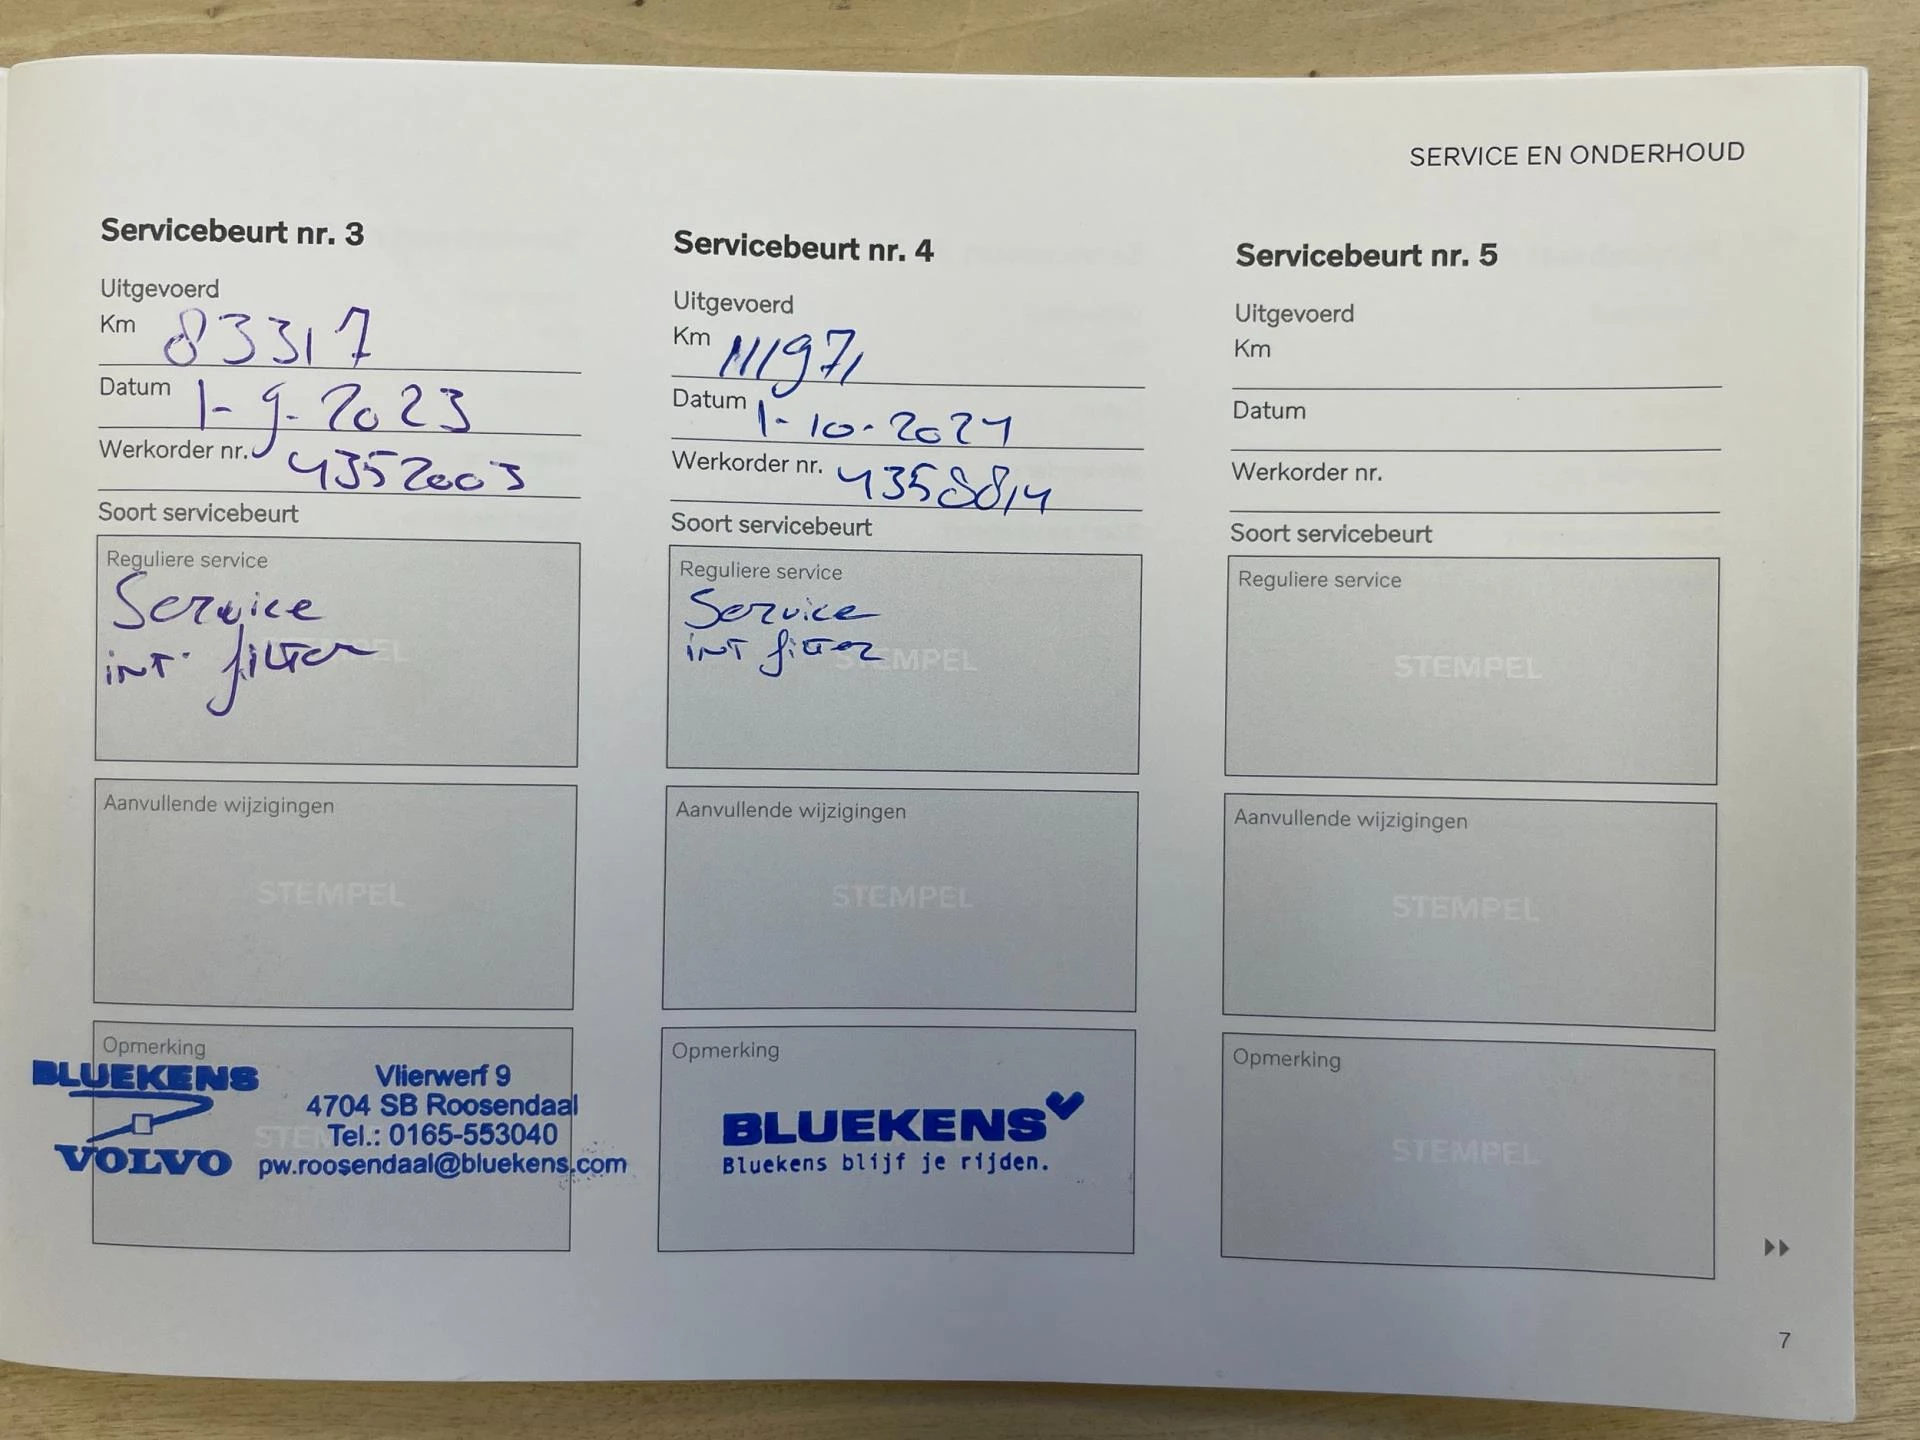 SERVICE EN ONDERHOUD
Servicebeurt nr. 3
Uitgevoerd
Km 83317
Datum 1-9-2023
Werkorder nr. 4352003
Soort servicebeurt
Reguliere service
Service
int. filter
STEMPEL
Aanvullende wijzigingen
STEMPEL
Opmerking
STEMPEL
BLUEKENS
VOLVO
Vlierwerf 9
4704 SB Roosendaal
Tel.: 0165-553040
pw.roosendaal@bluekens.com
Servicebeurt nr. 4
Uitgevoerd
Km 111971
Datum 1-10-2024
Werkorder nr. 4358814
Soort servicebeurt
Reguliere service
Service
int filter
STEMPEL
Aanvullende wijzigingen
STEMPEL
Opmerking
BLUEKENS
Bluekens blijf je rijden.
Servicebeurt nr. 5
Uitgevoerd
Km
Datum
Werkorder nr.
Soort servicebeurt
Reguliere service
STEMPEL
Aanvullende wijzigingen
STEMPEL
Opmerking
STEMPEL
7